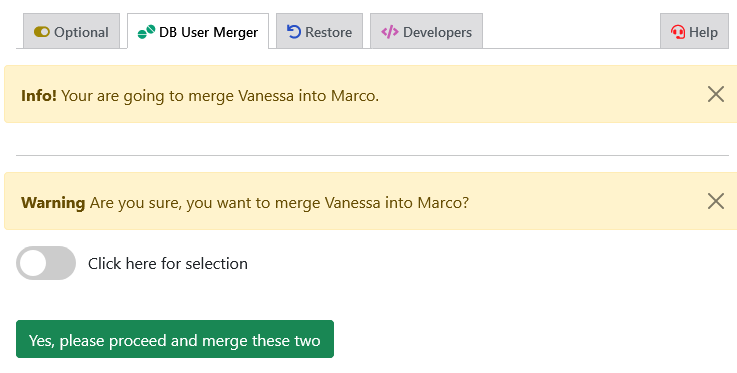 Optional DB User Merger Restore Developers Help
Info! Your are going to merge Vanessa into Marco.
Warning Are you sure, you want to merge Vanessa into Marco?
Click here for selection
Yes, please proceed and merge these two